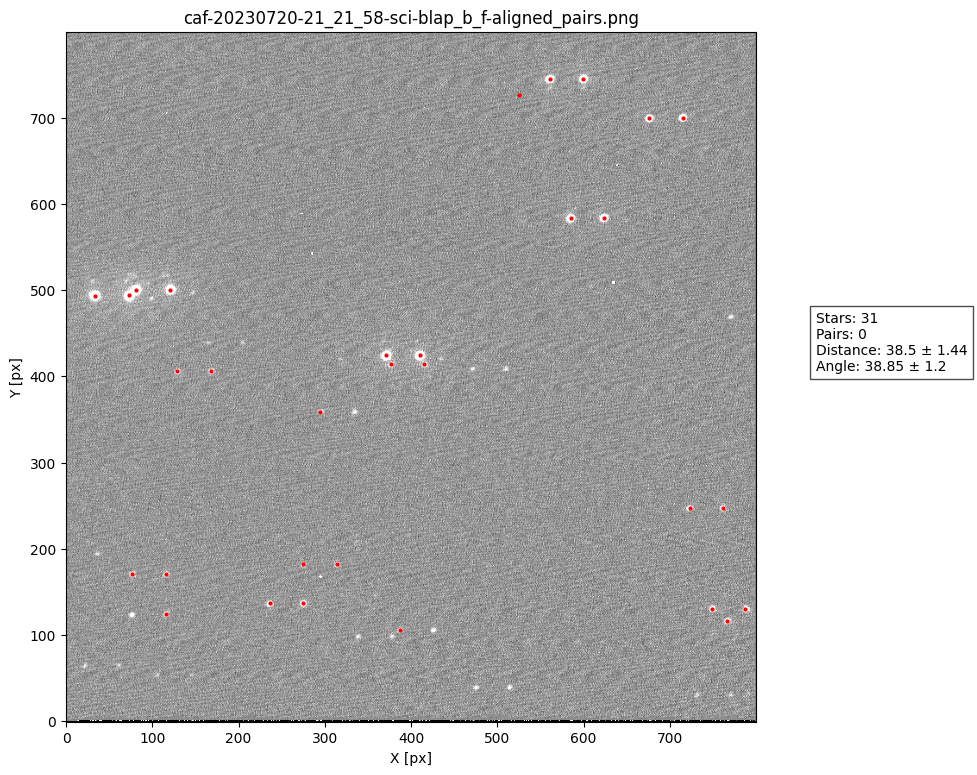 caf-20230720-21_21_58-sci-blap_b_f-aligned_pairs.png
700
600
500
400
300
200
100
0
Y [px]
0 100 200 300 400 500 600 700
X [px]
Stars: 31
Pairs: 0
Distance: 38.5 ± 1.44
Angle: 38.85 ± 1.2